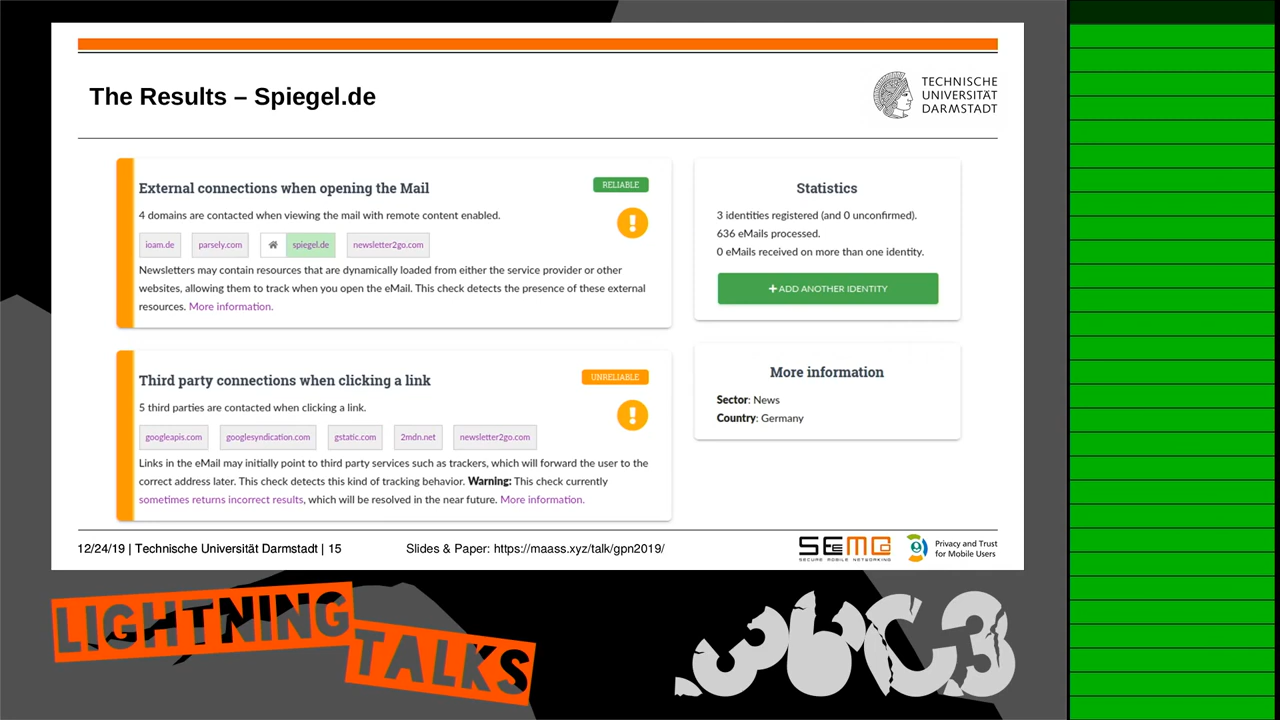 The Results – Spiegel.de
TECHNISCHE
UNIVERSITÄT
DARMSTADT
External connections when opening the Mail
RELIABLE
4 domains are contacted when viewing the mail with remote content enabled.
ioam.de parsely.com spiegel.de newsletter2go.com
Newsletters may contain resources that are dynamically loaded from either the service provider or other
websites, allowing them to track when you open the eMail. This check detects the presence of these external
resources. More information.
Statistics
3 identities registered (and 0 unconfirmed).
636 eMails processed.
0 eMails received on more than one identity.
ADD ANOTHER IDENTITY
Third party connections when clicking a link
UNRELIABLE
5 third parties are contacted when clicking a link.
googleapis.com googlesyndication.com gstatic.com 2mdn.net newsletter2go.com
Links in the eMail may initially point to third party services such as trackers, which will forward the user to the
correct address later. This check detects this kind of tracking behavior. Warning: This check currently
sometimes returns incorrect results, which will be resolved in the near future. More information.
More information
Sector: News
Country: Germany
12/24/19 | Technische Universität Darmstadt | 15
Slides & Paper: https://maass.xyz/talk/gpn2019/
SEEMOO
SECURE MOBILE NETWORKING
Privacy and Trust
for Mobile Users
LIGHTNING
TALKS
36C3